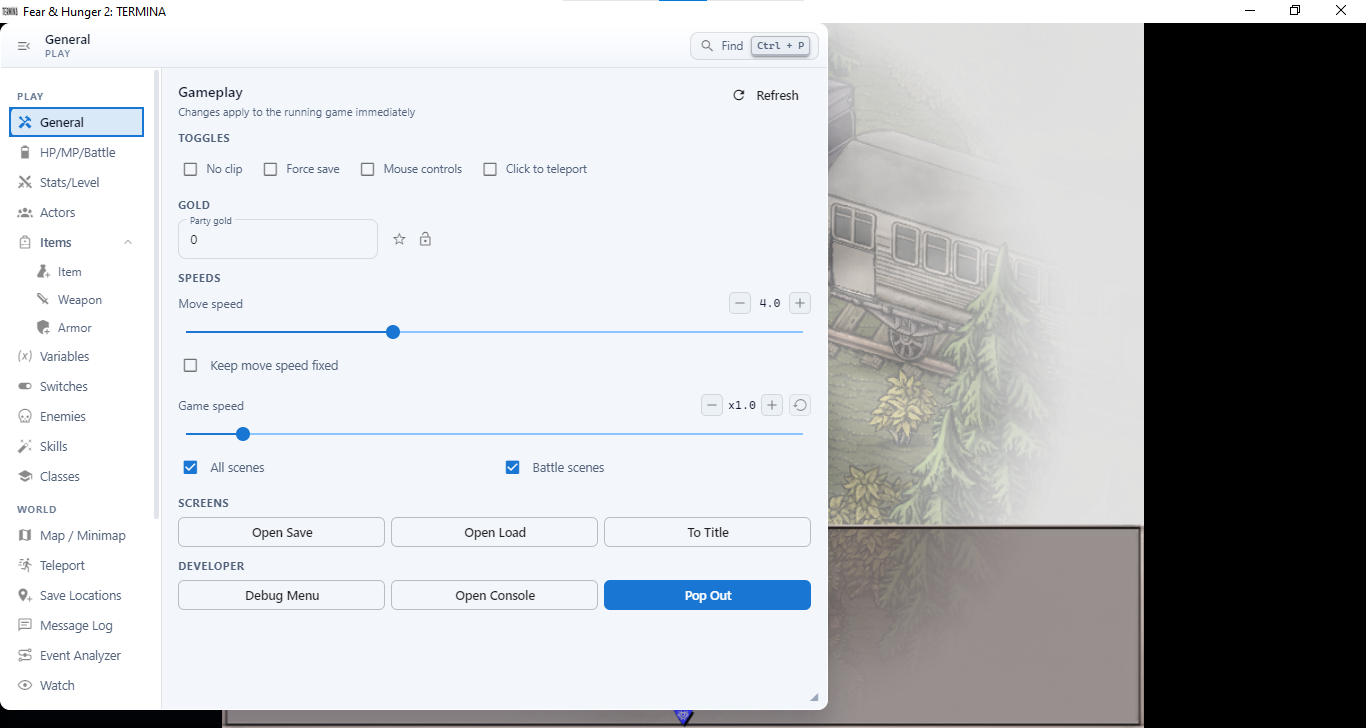 TERMINA Fear & Hunger 2: TERMINA
General
PLAY
Find Ctrl + P
PLAY
General
HP/MP/Battle
Stats/Level
Actors
Items
Item
Weapon
Armor
(x) Variables
Switches
Enemies
Skills
Classes
WORLD
Map / Minimap
Teleport
Save Locations
Message Log
Event Analyzer
Watch
Gameplay
Refresh
Changes apply to the running game immediately
TOGGLES
No clip Force save Mouse controls Click to teleport
GOLD
Party gold
0
SPEEDS
Move speed 4.0
Keep move speed fixed
Game speed x1.0
All scenes Battle scenes
SCREENS
Open Save Open Load To Title
DEVELOPER
Debug Menu Open Console Pop Out